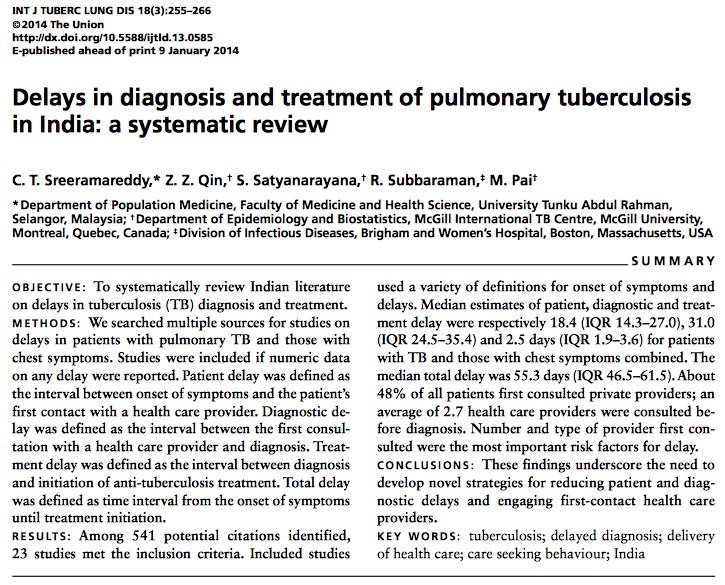 INT J TUBERC LUNG DIS 18(3):255–266
©2014 The Union
http://dx.doi.org/10.5588/ijtld.13.0585
E-published ahead of print 9 January 2014
Delays in diagnosis and treatment of pulmonary tuberculosis
in India: a systematic review
C. T. Sreeramareddy,* Z. Z. Qin,† S. Satyanarayana,† R. Subbaraman,‡ M. Pai†
*Department of Population Medicine, Faculty of Medicine and Health Science, University Tunku Abdul Rahman,
Selangor, Malaysia; †Department of Epidemiology and Biostatistics, McGill International TB Centre, McGill University,
Montreal, Quebec, Canada; ‡Division of Infectious Diseases, Brigham and Women's Hospital, Boston, Massachusetts, USA
SUMMARY
OBJECTIVE: To systematically review Indian literature
on delays in tuberculosis (TB) diagnosis and treatment.
METHODS: We searched multiple sources for studies on
delays in patients with pulmonary TB and those with
chest symptoms. Studies were included if numeric data
on any delay were reported. Patient delay was defined as
the interval between onset of symptoms and the patient's
first contact with a health care provider. Diagnostic de-
lay was defined as the interval between the first consul-
tation with a health care provider and diagnosis. Treat-
ment delay was defined as the interval between diagnosis
and initiation of anti-tuberculosis treatment. Total delay
was defined as time interval from the onset of symptoms
until treatment initiation.
RESULTS: Among 541 potential citations identified,
23 studies met the inclusion criteria. Included studies
used a variety of definitions for onset of symptoms and
delays. Median estimates of patient, diagnostic and treat-
ment delay were respectively 18.4 (IQR 14.3–27.0), 31.0
(IQR 24.5–35.4) and 2.5 days (IQR 1.9–3.6) for patients
with TB and those with chest symptoms combined. The
median total delay was 55.3 days (IQR 46.5–61.5). About
48% of all patients first consulted private providers; an
average of 2.7 health care providers were consulted be-
fore diagnosis. Number and type of provider first con-
sulted were the most important risk factors for delay.
CONCLUSIONS: These findings underscore the need to
develop novel strategies for reducing patient and diag-
nostic delays and engaging first-contact health care
providers.
KEY WORDS: tuberculosis; delayed diagnosis; delivery
of health care; care seeking behaviour; India